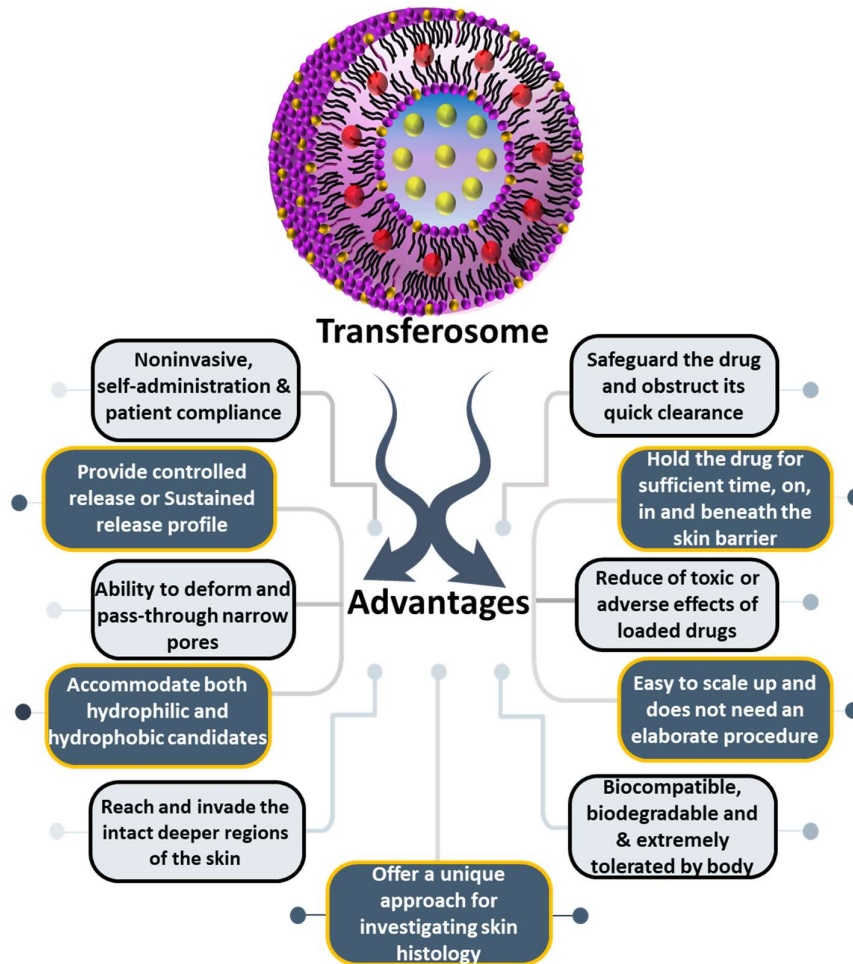 Transferosome
Noninvasive,
self-administration &
patient compliance
Safeguard the drug
and obstruct its
quick clearance
Provide controlled
release or Sustained
release profile
Hold the drug for
sufficient time, on,
in and beneath the
skin barrier
Advantages
Ability to deform and
pass-through narrow
pores
Reduce of toxic or
adverse effects of
loaded drugs
Accommodate both
hydrophilic and
hydrophobic candidates
Easy to scale up and
does not need an
elaborate procedure
Reach and invade the
intact deeper regions
of the skin
Biocompatible,
biodegradable and
& extremely
tolerated by body
Offer a unique
approach for
investigating skin
histology